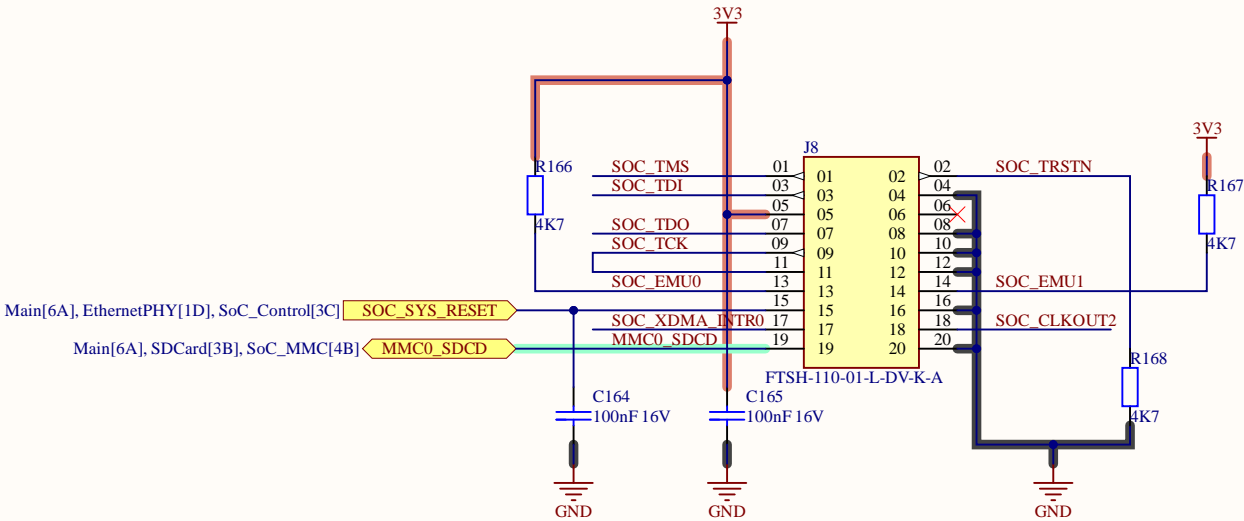 3V3
3V3
J8
R166
SOC_TMS 01 01 02 02 SOC_TRSTN
R167
SOC_TDI 03 03 04 04
05 05 06 06
4K7
SOC_TDO 07 07 08 08
4K7
SOC_TCK 09 09 10 10
11 11 12 12
SOC_EMU0 13 13 14 14 SOC_EMU1
Main[6A], EthernetPHY[1D], SoC_Control[3C] SOC_SYS_RESET 15 15 16 16
SOC_XDMA_INTR0 17 17 18 18 SOC_CLKOUT2
Main[6A], SDCard[3B], SoC_MMC[4B] MMC0_SDCD MMC0_SDCD 19 19 20 20
R168
FTSH-110-01-L-DV-K-A
C164
100nF 16V
C165
100nF 16V
4K7
GND
GND
GND